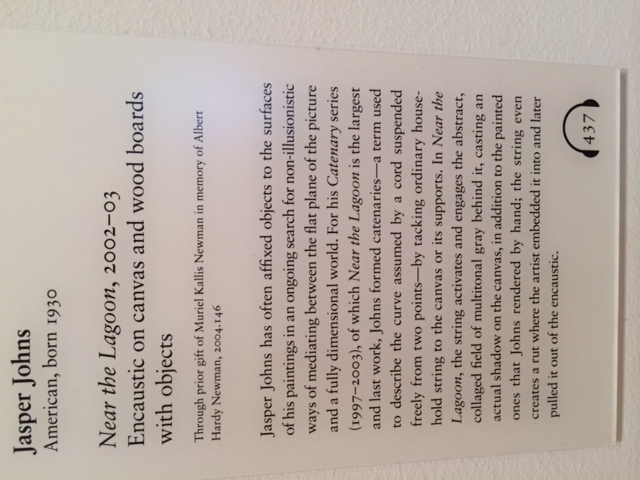 Jasper Johns
American, born 1930
Near the Lagoon, 2002–03
Encaustic on canvas and wood boards
with objects
Through prior gift of Muriel Kallis Newman in memory of Albert
Hardy Newman, 2004.146
Jasper Johns has often affixed objects to the surfaces
of his paintings in an ongoing search for non-illusionistic
ways of mediating between the flat plane of the picture
and a fully dimensional world. For his Catenary series
(1997–2003), of which Near the Lagoon is the largest
and last work, Johns formed catenaries—a term used
to describe the curve assumed by a cord suspended
freely from two points—by tacking ordinary house-
hold string to the canvas or its supports. In Near the
Lagoon, the string activates and engages the abstract,
collaged field of multitonal gray behind it, casting an
actual shadow on the canvas, in addition to the painted
ones that Johns rendered by hand; the string even
creates a rut where the artist embedded it into and later
pulled it out of the encaustic.
437